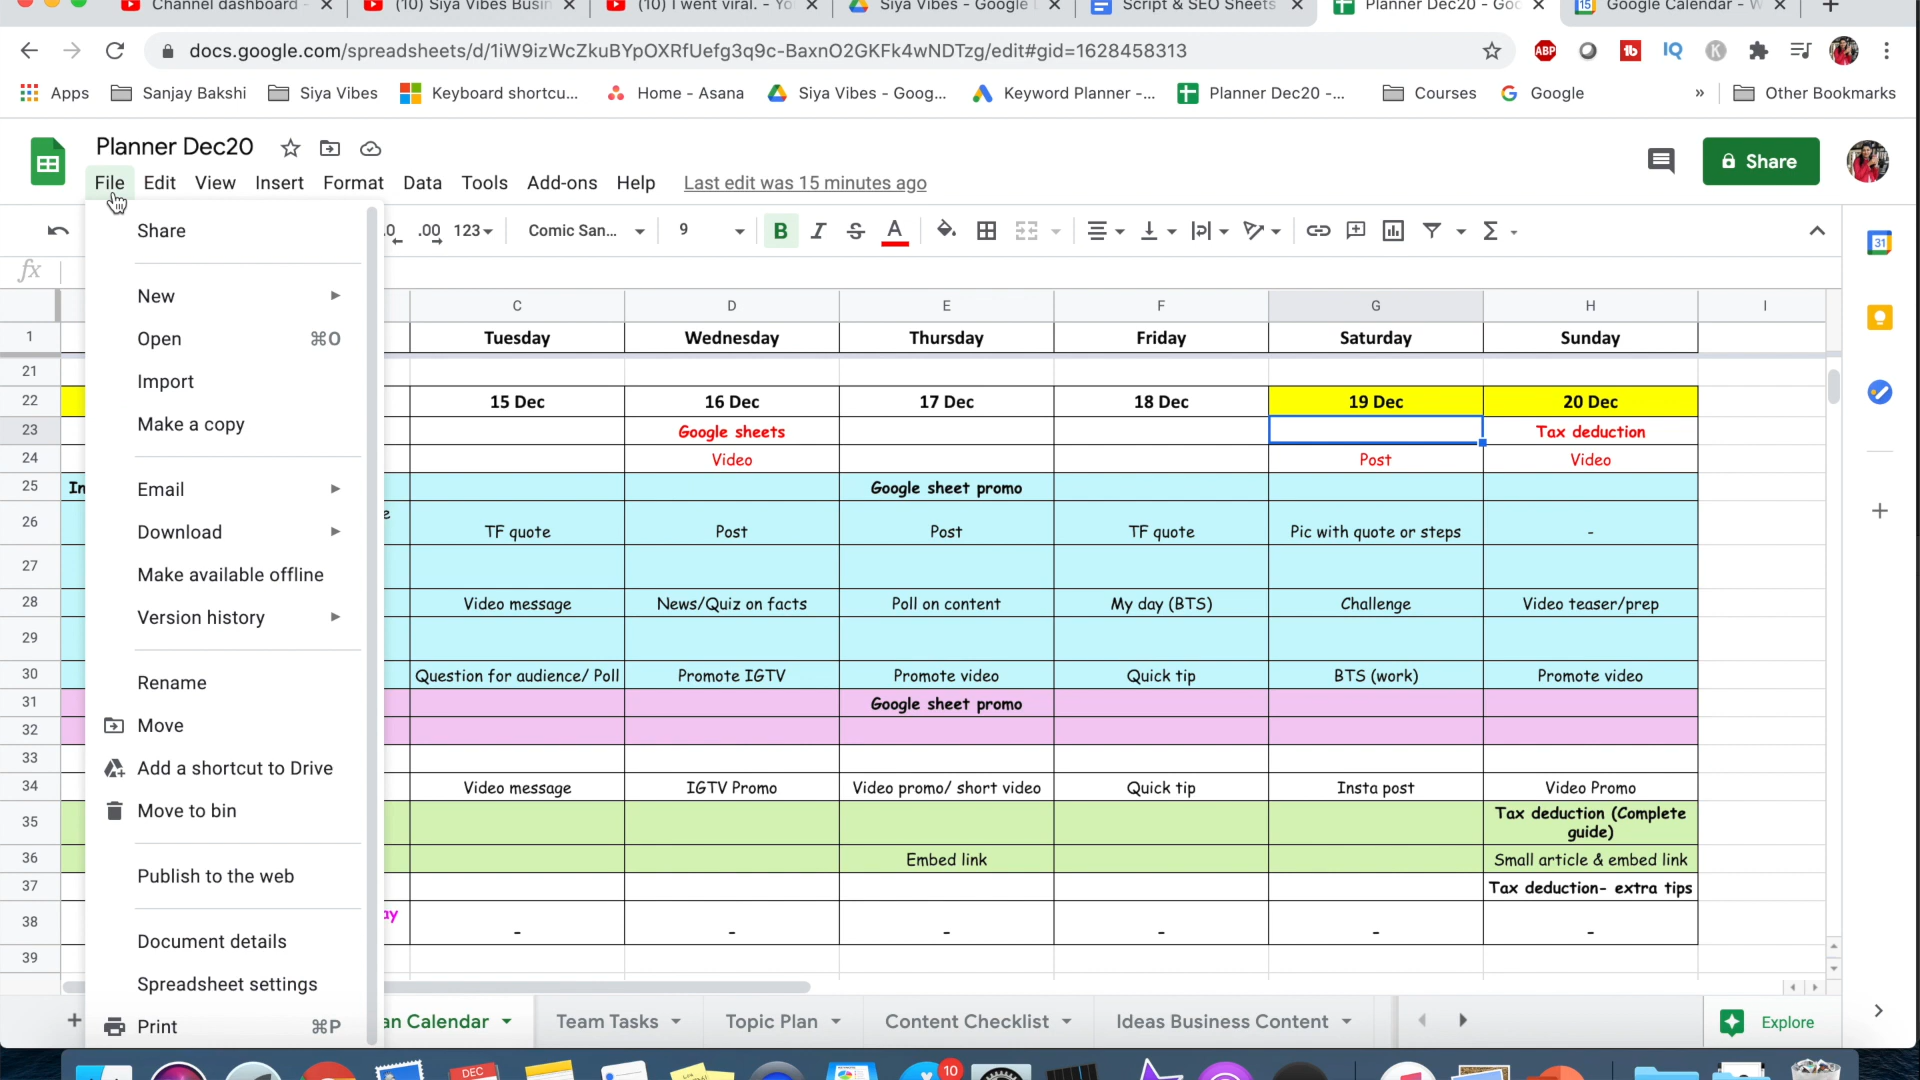 Channel dashboard
(10) Siya Vibes Busin
(10) I went viral. - Yo
Siya Vibes - Google
Script & SEO Sheets
Planner Dec20 - Goo
Google Calendar - W
docs.google.com/spreadsheets/d/1iW9izWcZkuBYpOXRfUefg3q9c-BaxnO2GKFk4wNDTzg/edit#gid=1628458313
ABP
tb
IQ
K
Apps
Sanjay Bakshi
Siya Vibes
Keyboard shortcu...
Home - Asana
Siya Vibes - Goog...
Keyword Planner -...
Planner Dec20 -...
Courses
Google
»
Other Bookmarks
Planner Dec20
Share
File Edit View Insert Format Data Tools Add-ons Help Last edit was 15 minutes ago
.0 .00 123 Comic San... 9 B I S A Σ
31
fx
C D E F G H I
1 Tuesday Wednesday Thursday Friday Saturday Sunday
21
22 15 Dec 16 Dec 17 Dec 18 Dec 19 Dec 20 Dec
23 Google sheets Tax deduction
24 Video Post Video
25 In Google sheet promo
26 e TF quote Post Post TF quote Pic with quote or steps -
27
28 Video message News/Quiz on facts Poll on content My day (BTS) Challenge Video teaser/prep
29
30 Question for audience/ Poll Promote IGTV Promote video Quick tip BTS (work) Promote video
31 Google sheet promo
32
33
34 Video message IGTV Promo Video promo/ short video Quick tip Insta post Video Promo
35 Tax deduction (Complete
guide)
36 Embed link Small article & embed link
37 Tax deduction- extra tips
38 ay - - - - - -
39
Share
New
Open ⌘O
Import
Make a copy
Email
Download
Make available offline
Version history
Rename
Move
Add a shortcut to Drive
Move to bin
Publish to the web
Document details
Spreadsheet settings
Print ⌘P
+ an Calendar Team Tasks Topic Plan Content Checklist Ideas Business Content Explore
DEC
10